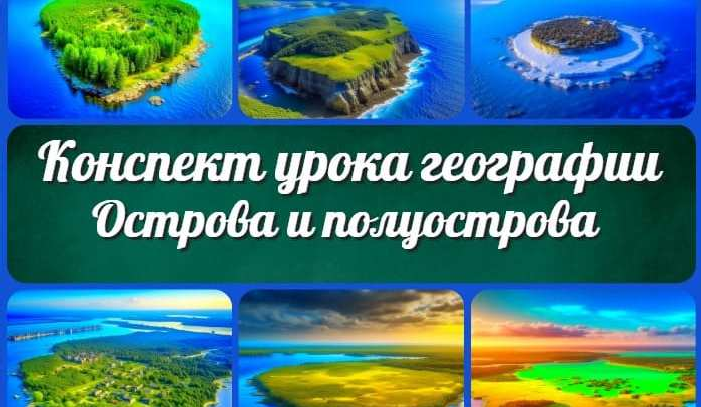 Конспект урока географии
Острова и полуострова